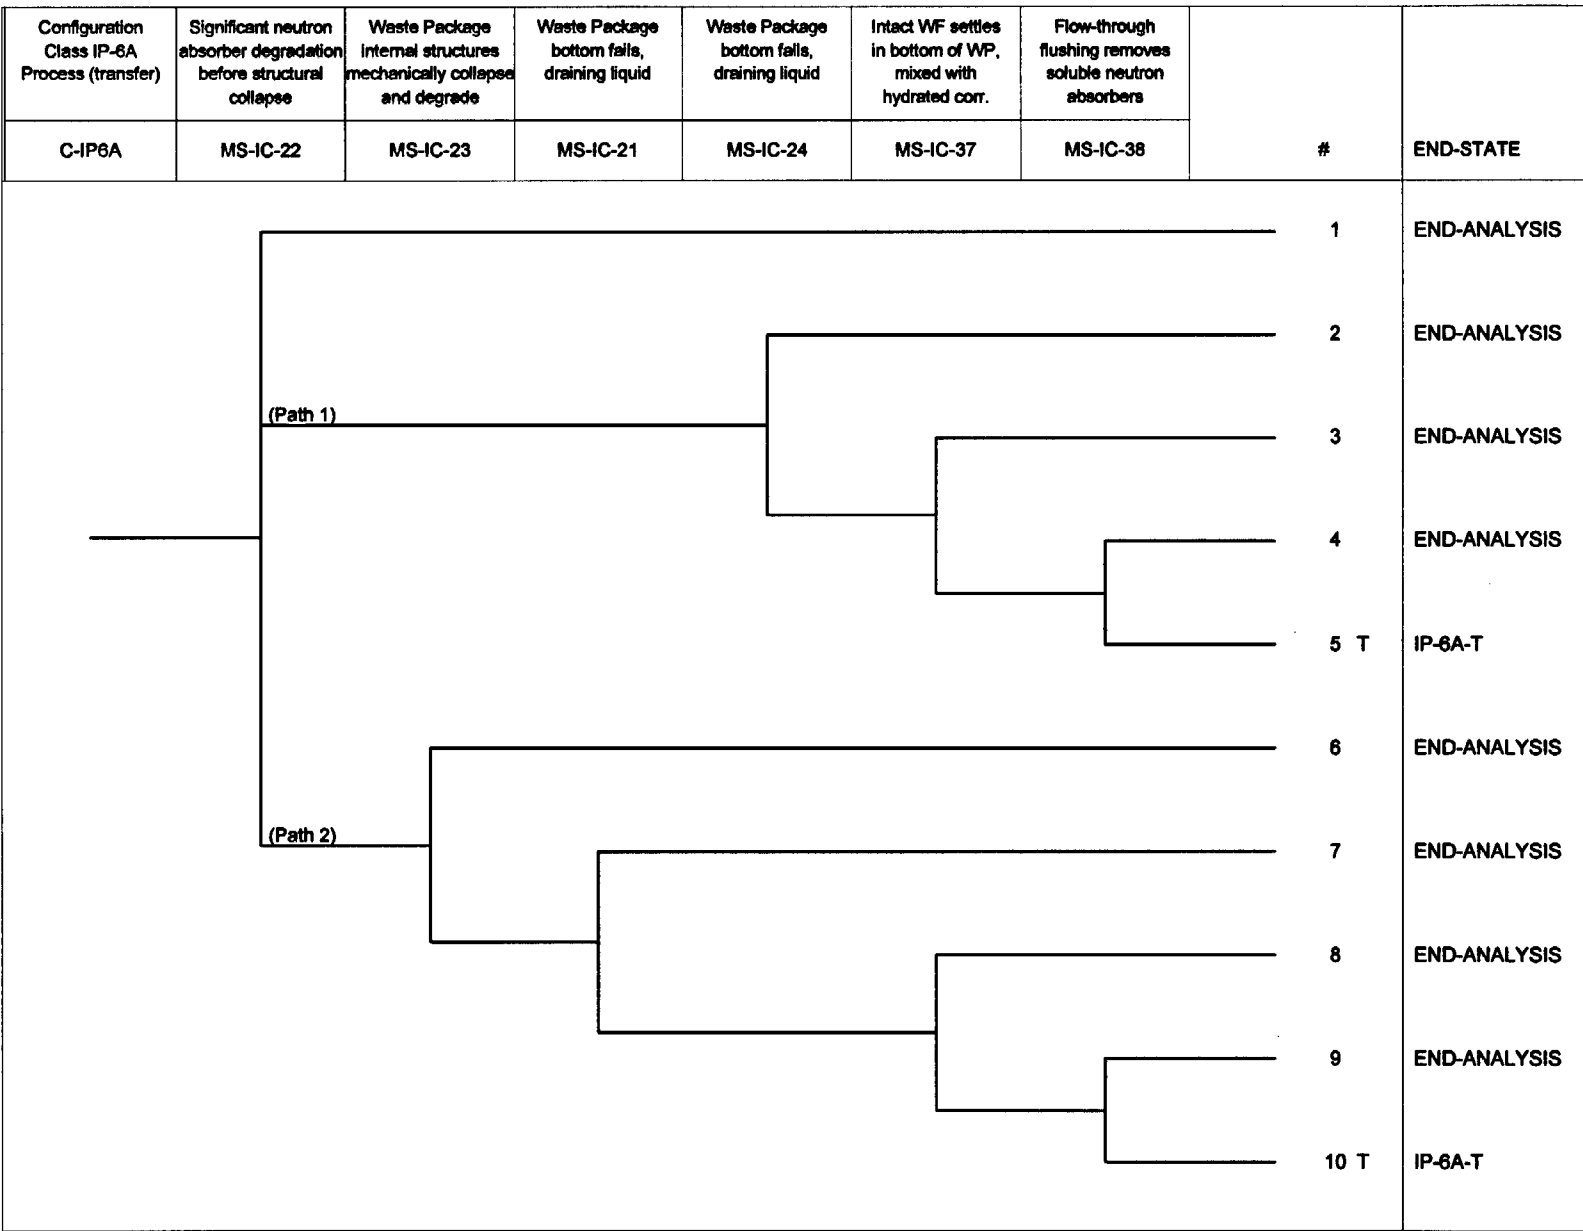 Configuration
Class IP-6A
Process (transfer)
Significant neutron
absorber degradation
before structural
collapse
Waste Package
internal structures
mechanically collapse
and degrade
Waste Package
bottom fails,
draining liquid
Waste Package
bottom fails,
draining liquid
Intact WF settles
in bottom of WP,
mixed with
hydrated corr.
Flow-through
flushing removes
soluble neutron
absorbers
C-IP6A
MS-IC-22
MS-IC-23
MS-IC-21
MS-IC-24
MS-IC-37
MS-IC-38
#
END-STATE
1 END-ANALYSIS
2 END-ANALYSIS
(Path 1)
3 END-ANALYSIS
4 END-ANALYSIS
5 T IP-6A-T
6 END-ANALYSIS
(Path 2)
7 END-ANALYSIS
8 END-ANALYSIS
9 END-ANALYSIS
10 T IP-6A-T